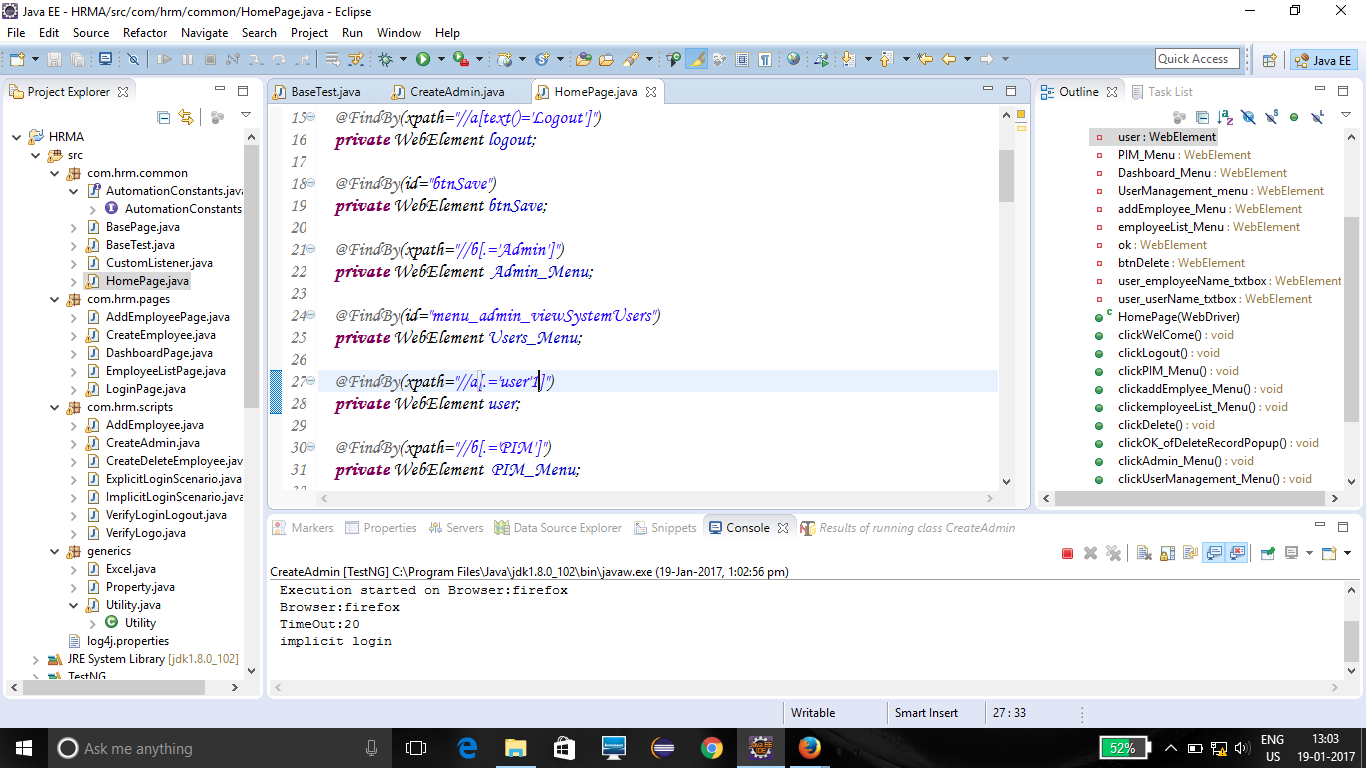 Java EE - HRMA/src/com/hrm/common/HomePage.java - Eclipse
File Edit Source Refactor Navigate Search Project Run Window Help
Quick Access
Java EE
Project Explorer
HRMA
src
com.hrm.common
AutomationConstants.java
AutomationConstants
BasePage.java
BaseTest.java
CustomListener.java
HomePage.java
com.hrm.pages
AddEmployeePage.java
CreateEmployee.java
DashboardPage.java
EmployeeListPage.java
LoginPage.java
com.hrm.scripts
AddEmployee.java
CreateAdmin.java
CreateDeleteEmployee.jav
ExplicitLoginScenario.java
ImplicitLoginScenario.java
VerifyLoginLogout.java
VerifyLogo.java
generics
Excel.java
Property.java
Utility.java
Utility
log4j.properties
JRE System Library [jdk1.8.0_102]
TestNG
BaseTest.java CreateAdmin.java HomePage.java
15 @FindBy(xpath="//a[text()='Logout']")
16 private WebElement logout;
17
18 @FindBy(id="btnSave")
19 private WebElement btnSave;
20
21 @FindBy(xpath="//b[.='Admin']")
22 private WebElement Admin_Menu;
23
24 @FindBy(id="menu_admin_viewSystemUsers")
25 private WebElement Users_Menu;
26
27 @FindBy(xpath="//a[.='user'1]")
28 private WebElement user;
29
30 @FindBy(xpath="//b[.='PIM']")
31 private WebElement PIM_Menu;
Outline Task List
user : WebElement
PIM_Menu : WebElement
Dashboard_Menu : WebElement
UserManagement_menu : WebElement
addEmployee_Menu : WebElement
employeeList_Menu : WebElement
ok : WebElement
btnDelete : WebElement
user_employeeName_txtbox : WebElement
user_userName_txtbox : WebElement
HomePage(WebDriver)
clickWelCome() : void
clickLogout() : void
clickPIM_Menu() : void
clickaddEmplyee_Menu() : void
clickemployeeList_Menu() : void
clickDelete() : void
clickOK_ofDeleteRecordPopup() : void
clickAdmin_Menu() : void
clickUserManagement_Menu() : void
Markers Properties Servers Data Source Explorer Snippets Console Results of running class CreateAdmin
CreateAdmin [TestNG] C:\Program Files\Java\jdk1.8.0_102\bin\javaw.exe (19-Jan-2017, 1:02:56 pm)
Execution started on Browser:firefox
Browser:firefox
TimeOut:20
implicit login
Writable Smart Insert 27 : 33
Ask me anything
52%
ENG
US
13:03
19-01-2017